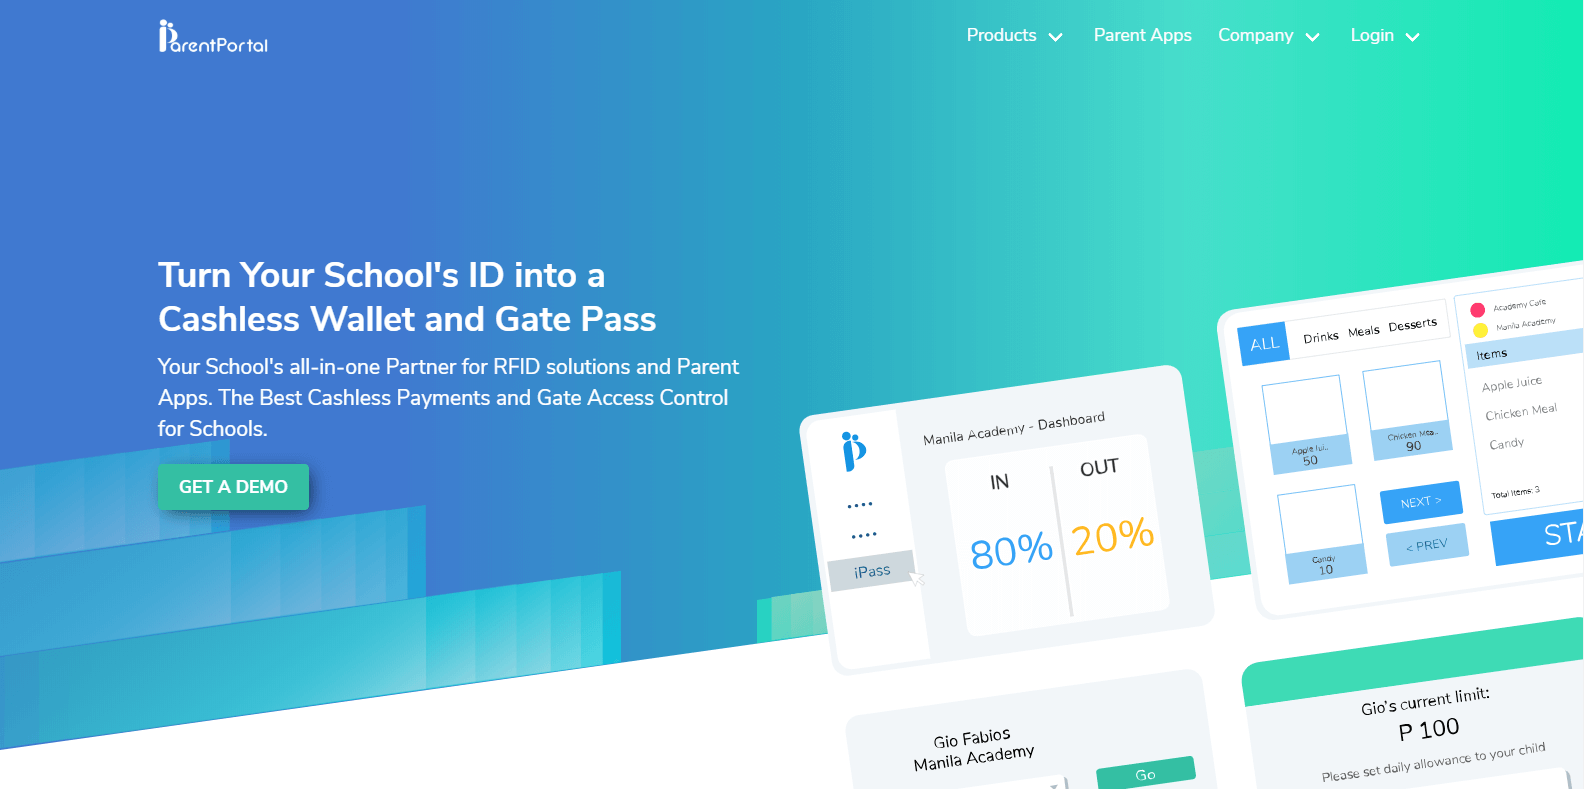 ParentPortal
Products
Parent Apps
Company
Login
Turn Your School's ID into a
Cashless Wallet and Gate Pass
Your School's all-in-one Partner for RFID solutions and Parent
Apps. The Best Cashless Payments and Gate Access Control
for Schools.
GET A DEMO
Manila Academy - Dashboard
IN
OUT
80%
20%
iPass
ALL
Drinks
Meals
Desserts
Apple Jui...
50
Chicken Mea...
90
Candy
10
NEXT >
< PREV
Academy Cafe
Manila Academy
Items
Apple Juice
Chicken Meal
Candy
Total Items: 3
STA
Gio Fabios
Manila Academy
Go
Gio's current limit:
P 100
Please set daily allowance to your child